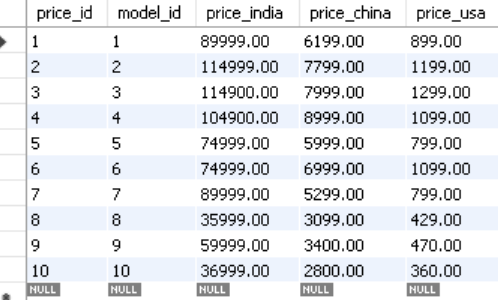 price_id model_id price_india price_china price_usa
1 1 89999.00 6199.00 899.00
2 2 114999.00 7799.00 1199.00
3 3 114900.00 7999.00 1299.00
4 4 104900.00 8999.00 1099.00
5 5 74999.00 5999.00 799.00
6 6 74999.00 6999.00 1099.00
7 7 89999.00 5299.00 799.00
8 8 35999.00 3099.00 429.00
9 9 59999.00 3400.00 470.00
10 10 36999.00 2800.00 360.00
NULL NULL NULL NULL NULL